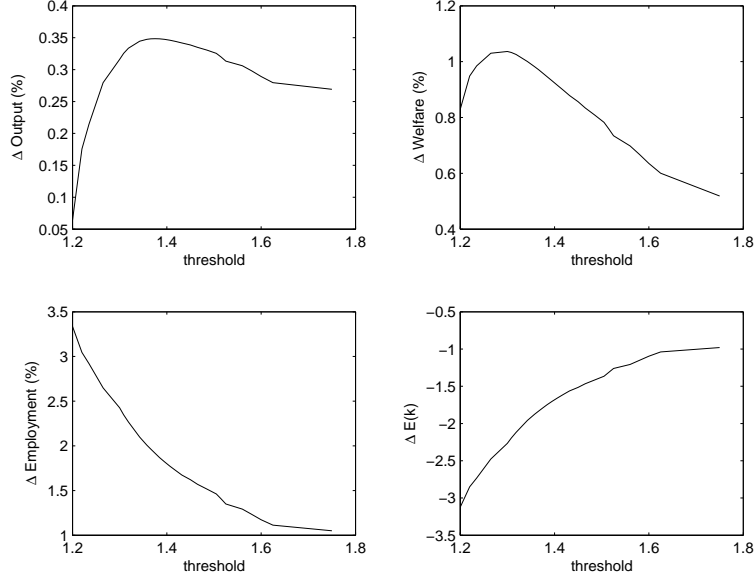 0.4
0.35
0.3
0.25
0.2
0.15
0.1
0.05
Δ Output (%)
1.2 1.4 1.6 1.8
threshold
1.2
1
0.8
0.6
0.4
Δ Welfare (%)
1.2 1.4 1.6 1.8
threshold
3.5
3
2.5
2
1.5
1
Δ Employment (%)
1.2 1.4 1.6 1.8
threshold
−0.5
−1
−1.5
−2
−2.5
−3
−3.5
Δ E(k)
1.2 1.4 1.6 1.8
threshold